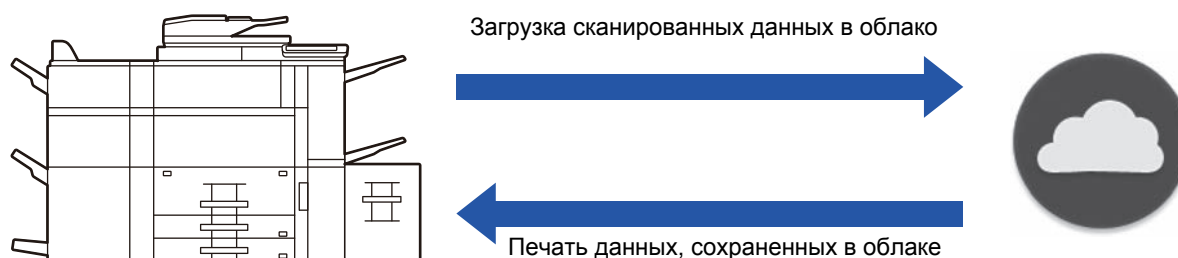 Загрузка сканированных данных в облако
Печать данных, сохраненных в облаке